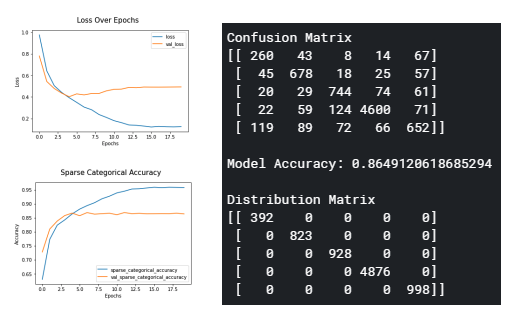 Loss Over Epochs
1.0
0.8
0.6
0.4
0.2
Loss
loss
val_loss
0.0 2.5 5.0 7.5 10.0 12.5 15.0 17.5
Epochs
Sparse Categorical Accuracy
0.95
0.90
0.85
0.80
0.75
0.70
0.65
Accuracy
sparse_categorical_accuracy
val_sparse_categorical_accuracy
0.0 2.5 5.0 7.5 10.0 12.5 15.0 17.5
Epochs
Confusion Matrix
[[ 260 43 8 14 67]
[ 45 678 18 25 57]
[ 20 29 744 74 61]
[ 22 59 124 4600 71]
[ 119 89 72 66 652]]
Model Accuracy: 0.8649120618685294
Distribution Matrix
[[ 392 0 0 0 0]
[ 0 823 0 0 0]
[ 0 0 928 0 0]
[ 0 0 0 4876 0]
[ 0 0 0 0 998]]